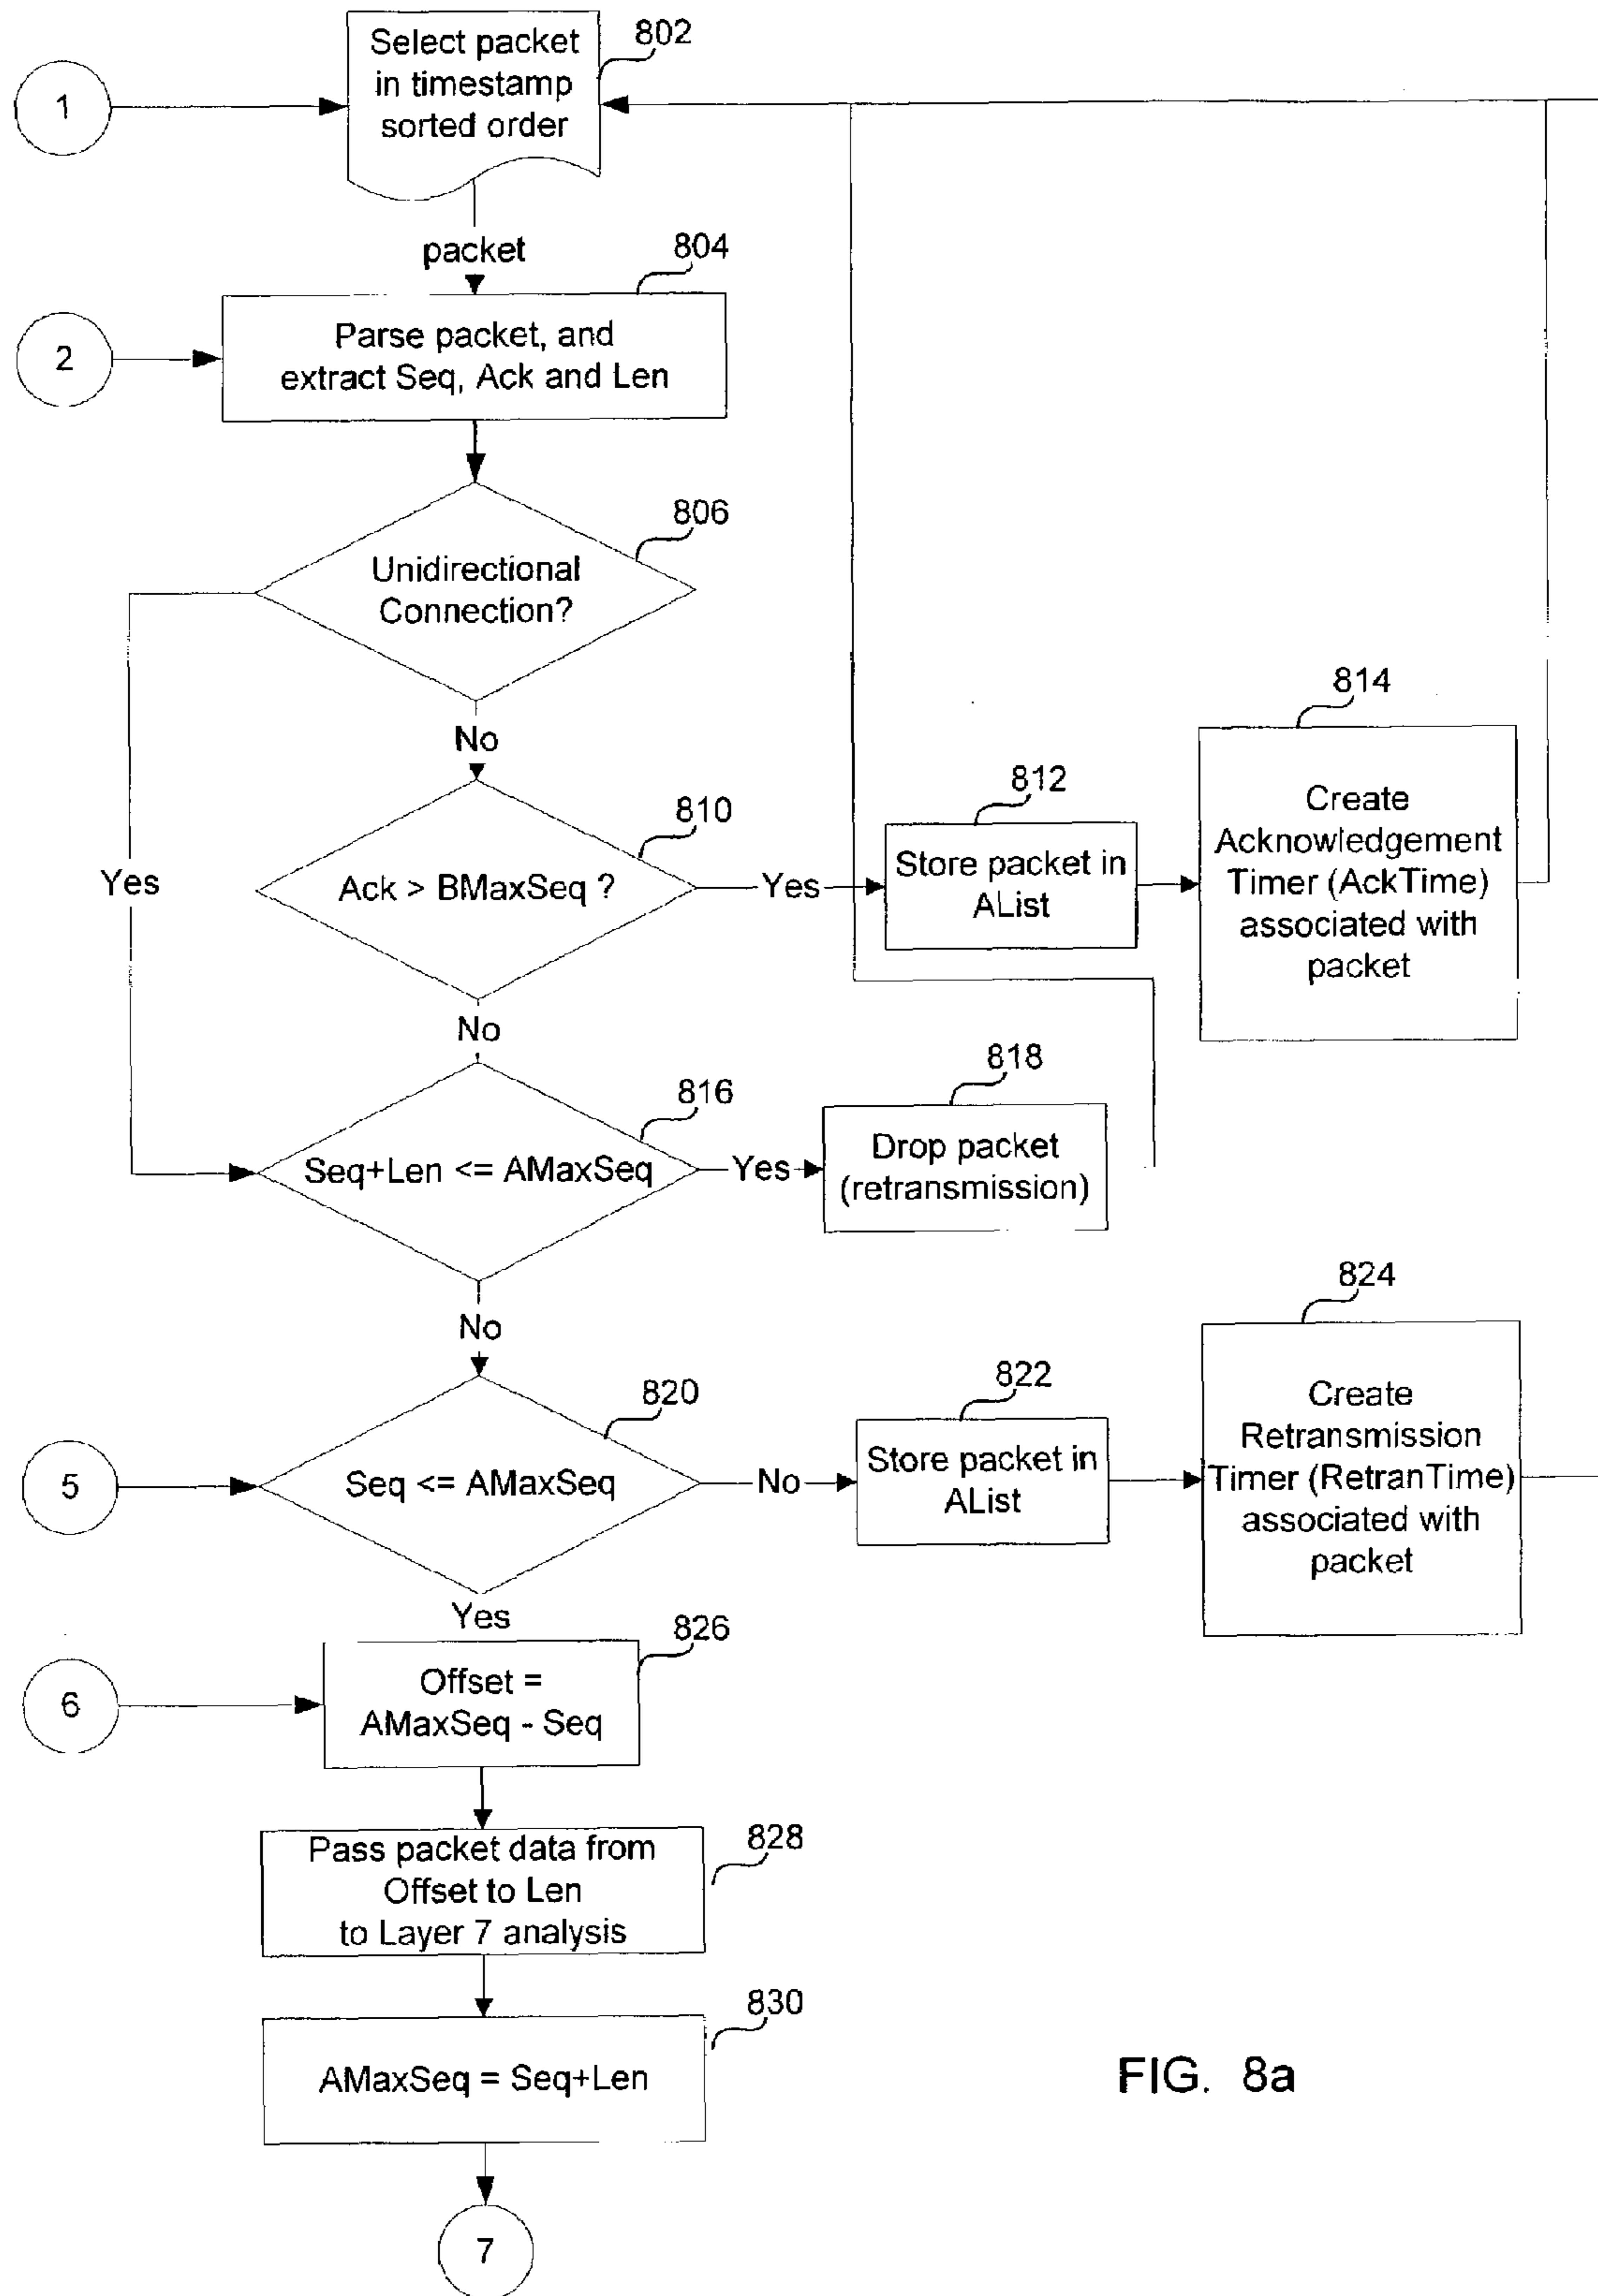 Select packet
in timestamp
sorted order
802
1
packet
804
2
Parse packet, and
extract Seq, Ack and Len
806
Unidirectional
Connection?
No
Yes
810
Ack > BMaxSeq ?
Yes
812
Store packet in
AList
814
Create
Acknowledgement
Timer (AckTime)
associated with
packet
No
816
Seq+Len <= AMaxSeq
Yes
818
Drop packet
(retransmission)
No
820
5
Seq <= AMaxSeq
No
822
Store packet in
AList
824
Create
Retransmission
Timer (RetranTime)
associated with
packet
Yes
826
6
Offset =
AMaxSeq - Seq
828
Pass packet data from
Offset to Len
to Layer 7 analysis
830
AMaxSeq = Seq+Len
7
FIG. 8a